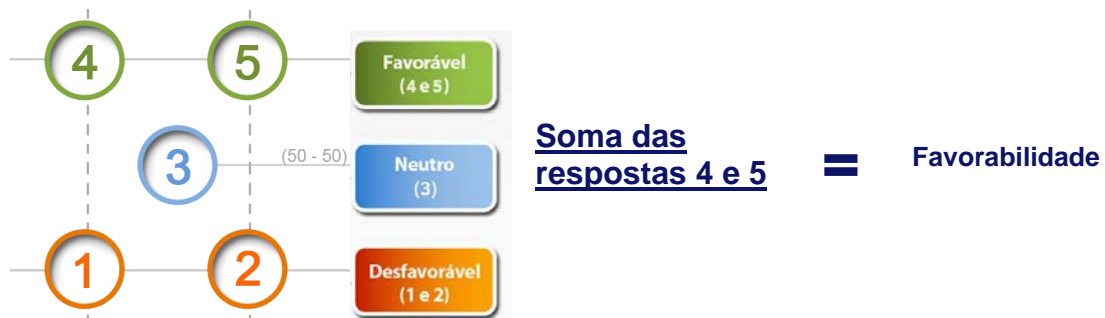 4
5
Favorável
(4 e 5)
3
(50 - 50)
Neutro
(3)
1
2
Desfavorável
(1 e 2)
Soma das
respostas 4 e 5
=
Favorabilidade